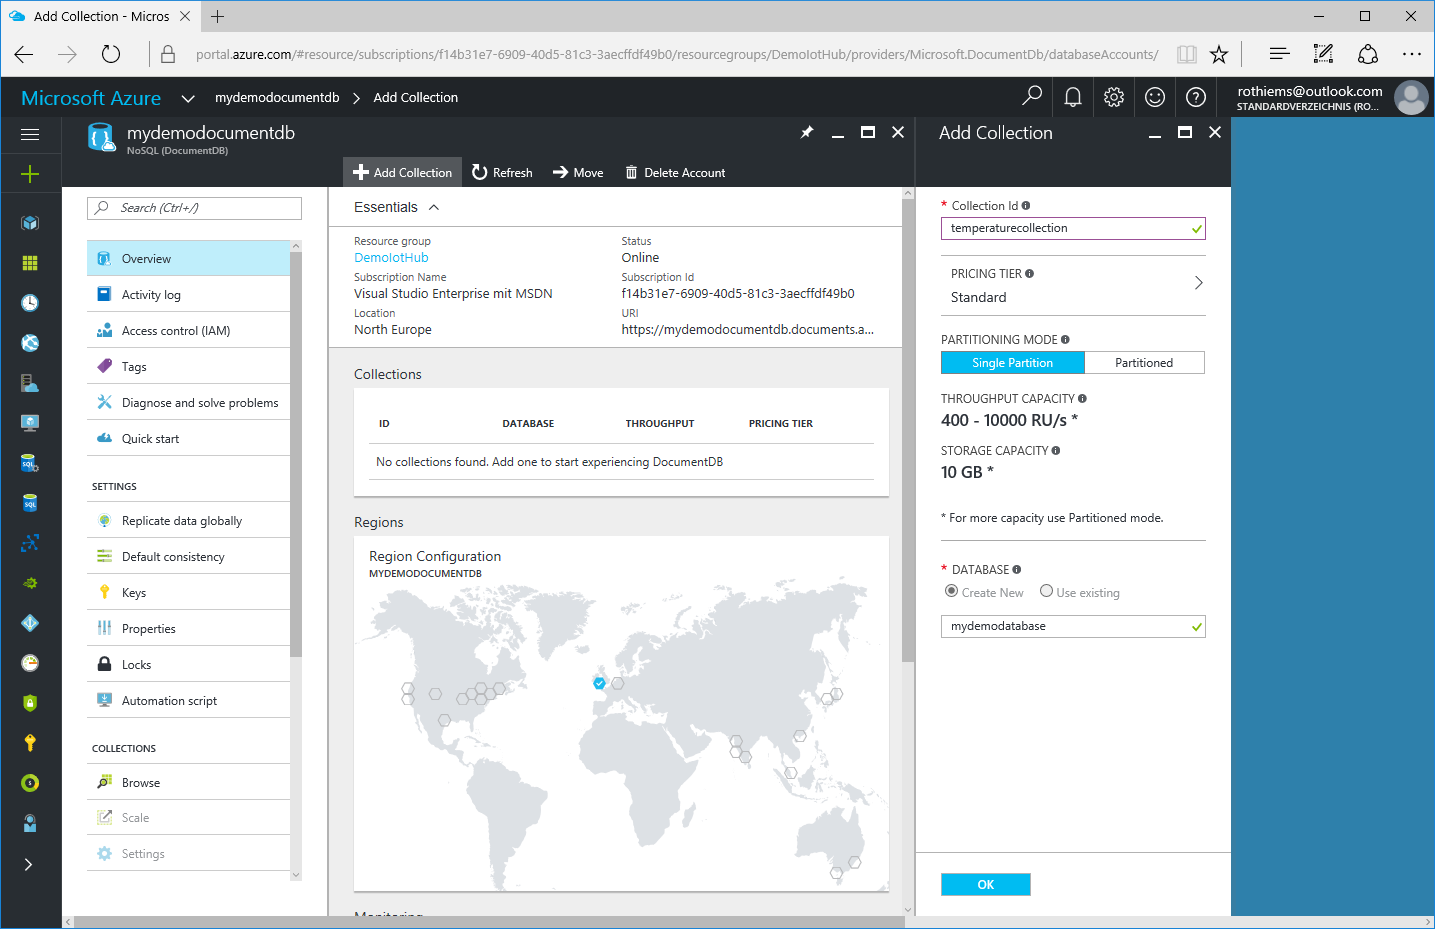 Add Collection - Micros
portal.azure.com/#resource/subscriptions/f14b31e7-6909-40d5-81c3-3aecffdf49b0/resourcegroups/DemoIotHub/providers/Microsoft.DocumentDb/databaseAccounts/
Microsoft Azure
mydemodocumentdb > Add Collection
rothiems@outlook.com
STANDARDVERZEICHNIS (RO...
mydemodocumentdb
NoSQL (DocumentDB)
Add Collection
Refresh
Move
Delete Account
Search (Ctrl+/)
Overview
Activity log
Access control (IAM)
Tags
Diagnose and solve problems
Quick start
SETTINGS
Replicate data globally
Default consistency
Keys
Properties
Locks
Automation script
COLLECTIONS
Browse
Scale
Settings
Essentials
Resource group
DemoIotHub
Subscription Name
Visual Studio Enterprise mit MSDN
Location
North Europe
Status
Online
Subscription Id
f14b31e7-6909-40d5-81c3-3aecffdf49b0
URI
https://mydemodocumentdb.documents.a...
Collections
ID DATABASE THROUGHPUT PRICING TIER
No collections found. Add one to start experiencing DocumentDB
Regions
Region Configuration
MYDEMODOCUMENTDB
Monitoring
Add Collection
* Collection Id
temperaturecollection
PRICING TIER
Standard
PARTITIONING MODE
Single Partition Partitioned
THROUGHPUT CAPACITY
400 - 10000 RU/s *
STORAGE CAPACITY
10 GB *
* For more capacity use Partitioned mode.
* DATABASE
Create New Use existing
mydemodatabase
OK